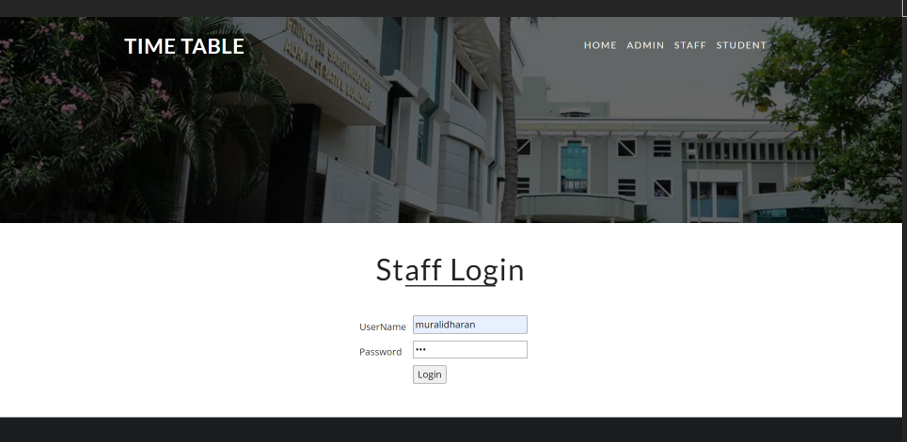 TIME TABLE
HOME ADMIN STAFF STUDENT
Staff Login
UserName muralidharan
Password •••
Login